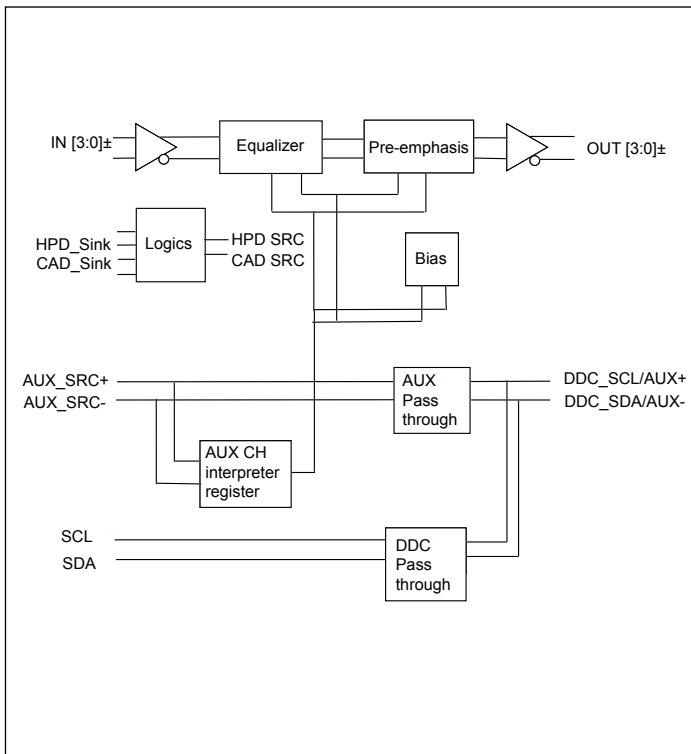 IN [3:0]±
Equalizer
Pre-emphasis
OUT [3:0]±
HPD_Sink
CAD_Sink
Logics
HPD SRC
CAD SRC
Bias
AUX_SRC+
AUX_SRC-
AUX
Pass
through
DDC_SCL/AUX+
DDC_SDA/AUX-
AUX CH
interpreter
register
SCL
SDA
DDC
Pass
through